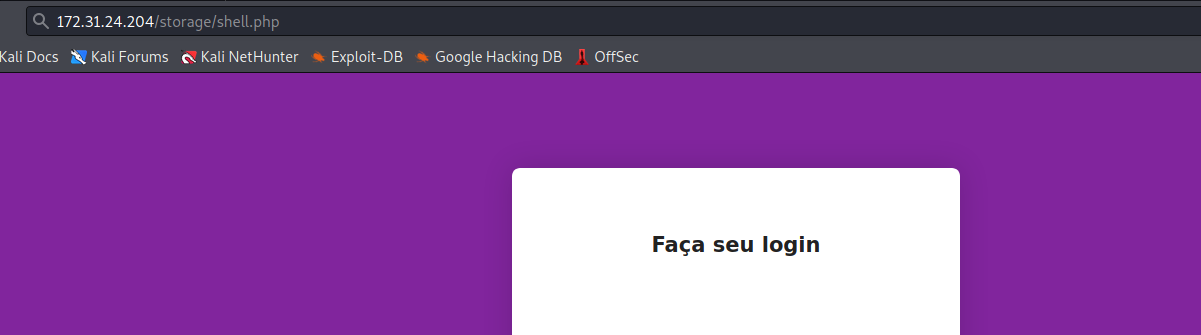 172.31.24.204/storage/shell.php
Kali Docs Kali Forums Kali NetHunter Exploit-DB Google Hacking DB OffSec
Faça seu login